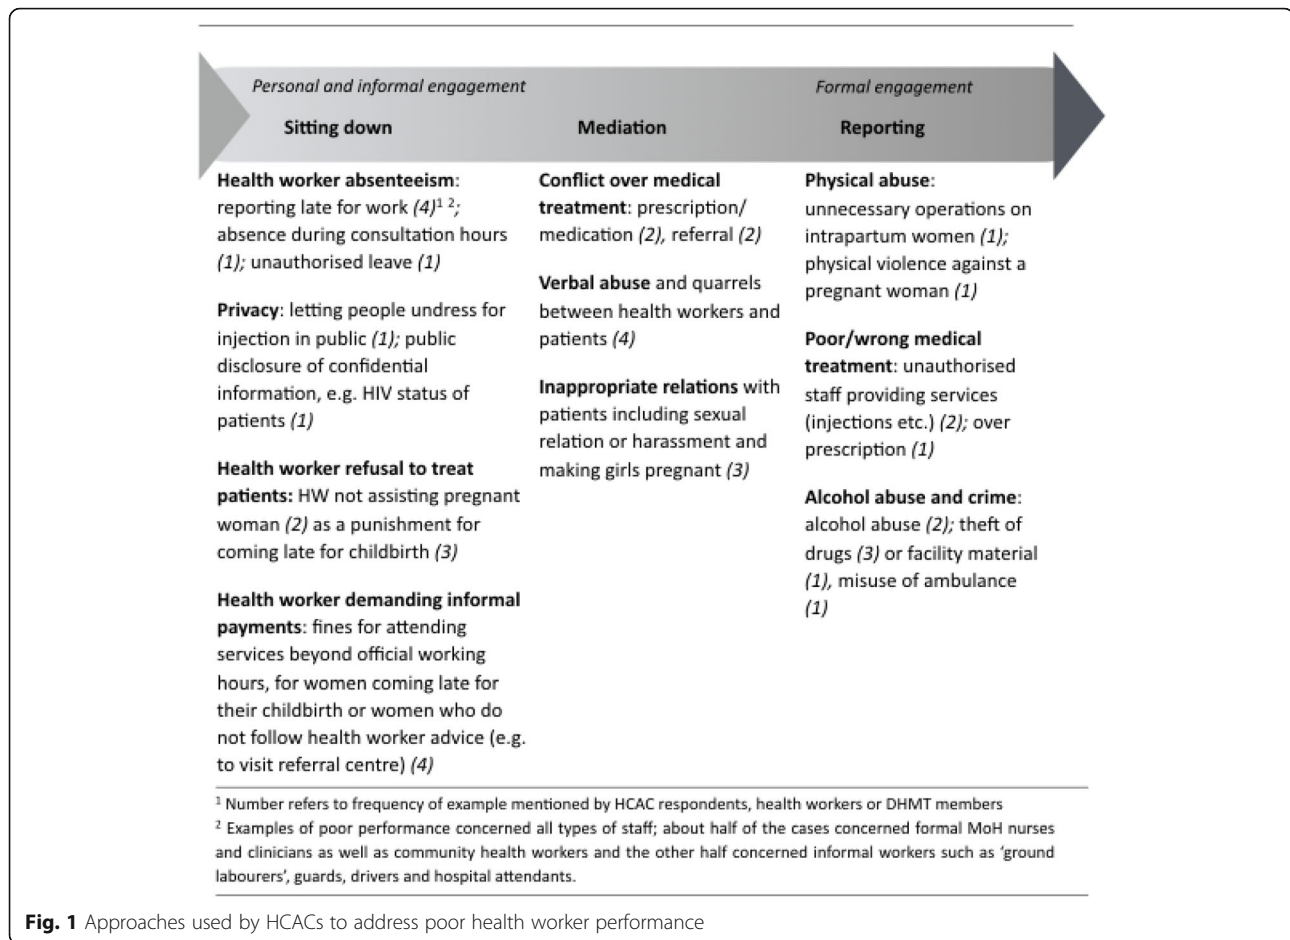 Personal and informal engagement
Formal engagement
Sitting down
Mediation
Reporting
Health worker absenteeism:
reporting late for work (4)¹ ²;
absence during consultation hours
(1); unauthorised leave (1)
Privacy: letting people undress for
injection in public (1); public
disclosure of confidential
information, e.g. HIV status of
patients (1)
Health worker refusal to treat
patients: HW not assisting pregnant
woman (2) as a punishment for
coming late for childbirth (3)
Health worker demanding informal
payments: fines for attending
services beyond official working
hours, for women coming late for
their childbirth or women who do
not follow health worker advice (e.g.
to visit referral centre) (4)
Conflict over medical
treatment: prescription/
medication (2), referral (2)
Verbal abuse and quarrels
between health workers and
patients (4)
Inappropriate relations with
patients including sexual
relation or harassment and
making girls pregnant (3)
Physical abuse:
unnecessary operations on
intrapartum women (1);
physical violence against a
pregnant woman (1)
Poor/wrong medical
treatment: unauthorised
staff providing services
(injections etc.) (2); over
prescription (1)
Alcohol abuse and crime:
alcohol abuse (2); theft of
drugs (3) or facility material
(1), misuse of ambulance
(1)
¹ Number refers to frequency of example mentioned by HCAC respondents, health workers or DHMT members
² Examples of poor performance concerned all types of staff; about half of the cases concerned formal MoH nurses
and clinicians as well as community health workers and the other half concerned informal workers such as ‘ground
labourers’, guards, drivers and hospital attendants.
Fig. 1 Approaches used by HCACs to address poor health worker performance